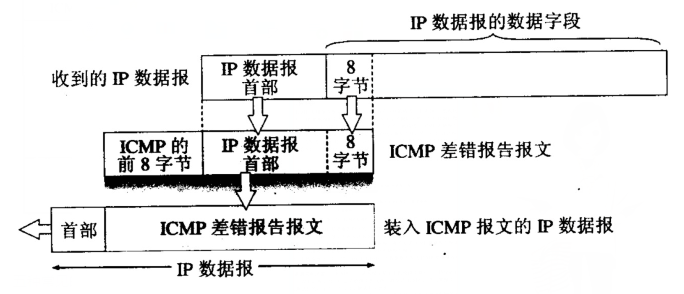 IP 数据报的数据字段
收到的 IP 数据报
IP 数据报
首部
8
字节
ICMP 的
前 8 字节
IP 数据报
首部
8
字节
ICMP 差错报告报文
首部
ICMP 差错报告报文
装入 ICMP 报文的 IP 数据报
IP 数据报